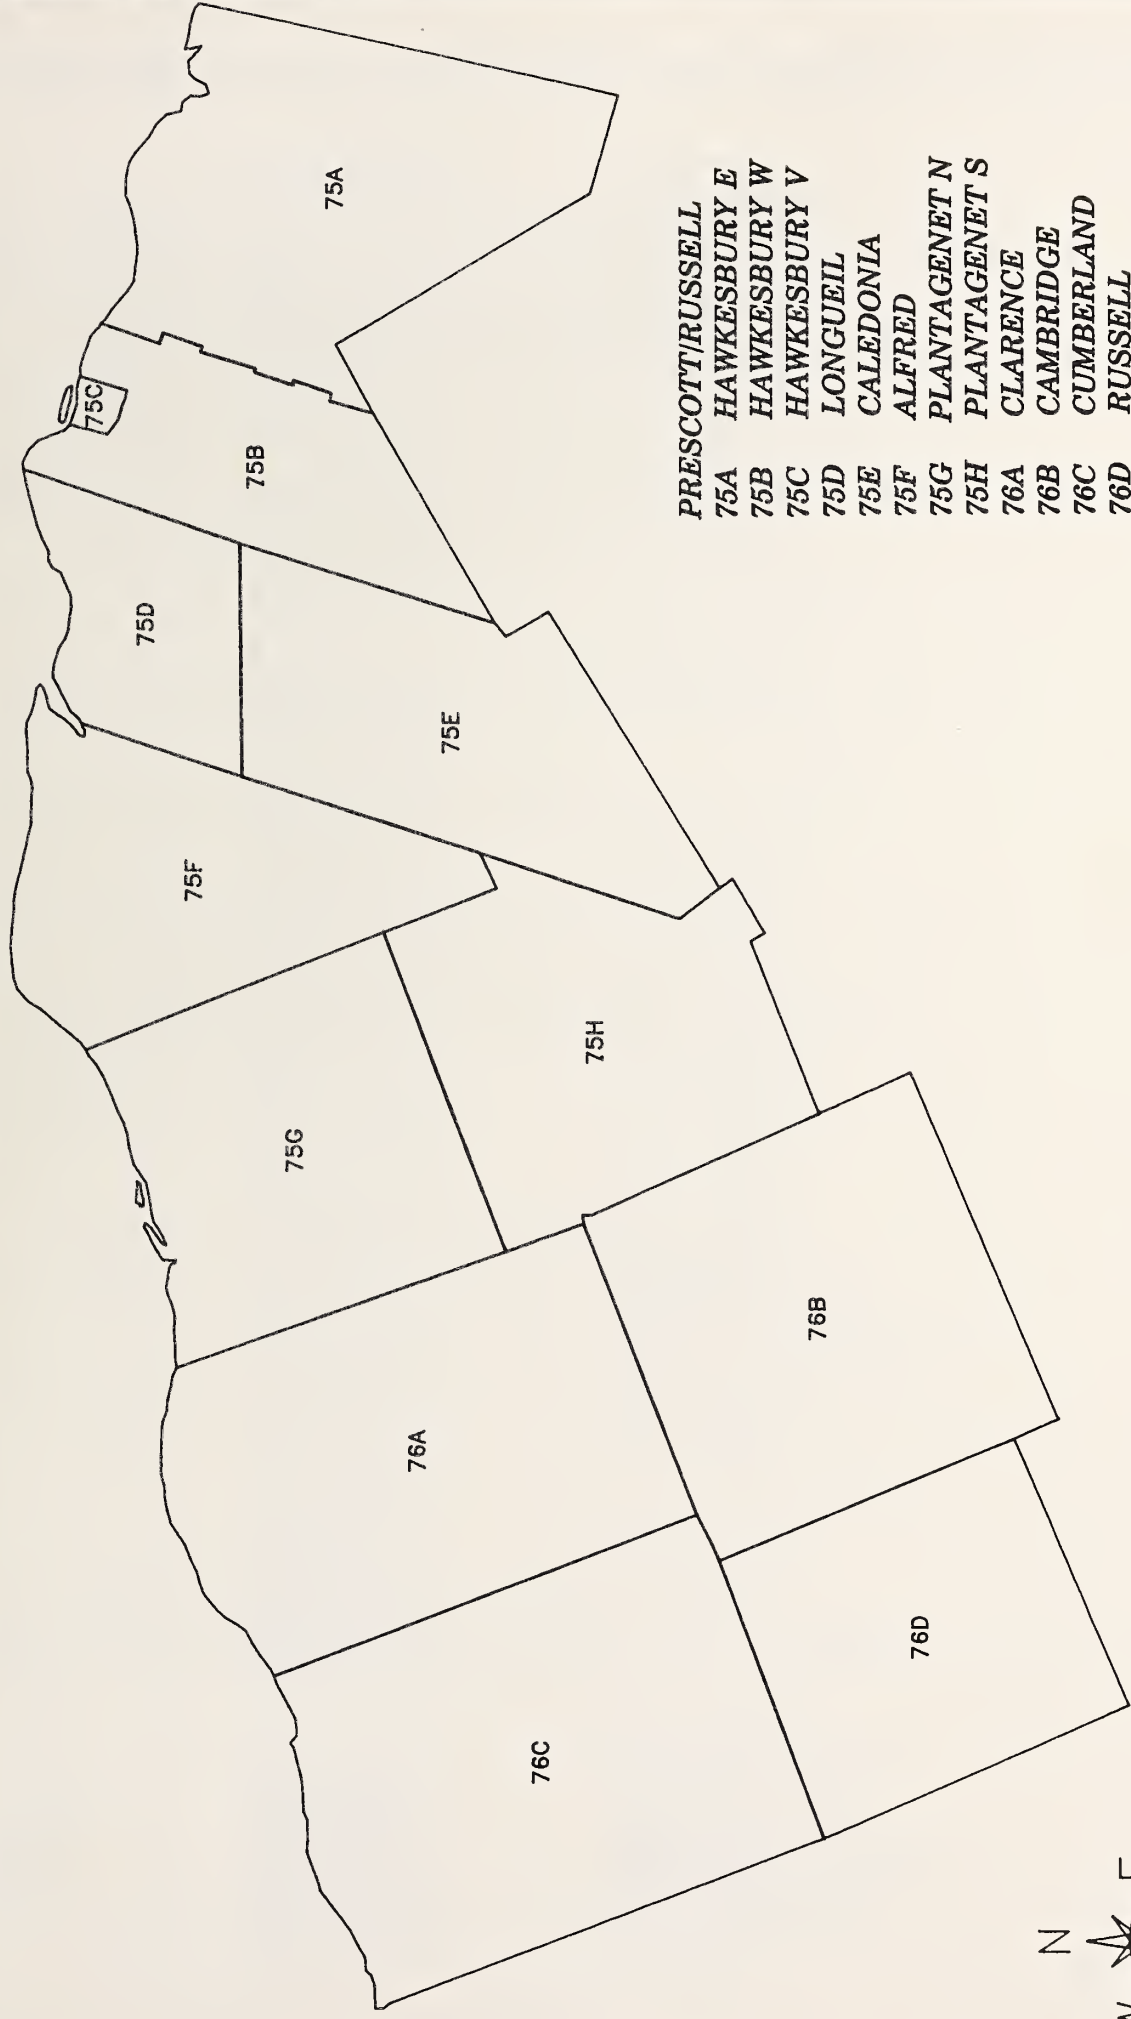 75A
75C
75B
75D
75E
75F
75H
75G
76B
76A
76D
76C
PRESCOTT/RUSSELL
75A HAWKESBURY E
75B HAWKESBURY W
75C HAWKESBURY V
75D LONGUEIL
75E CALEDONIA
75F ALFRED
75G PLANTAGENET N
75H PLANTAGENET S
76A CLARENCE
76B CAMBRIDGE
76C CUMBERLAND
76D RUSSELL
N
W E